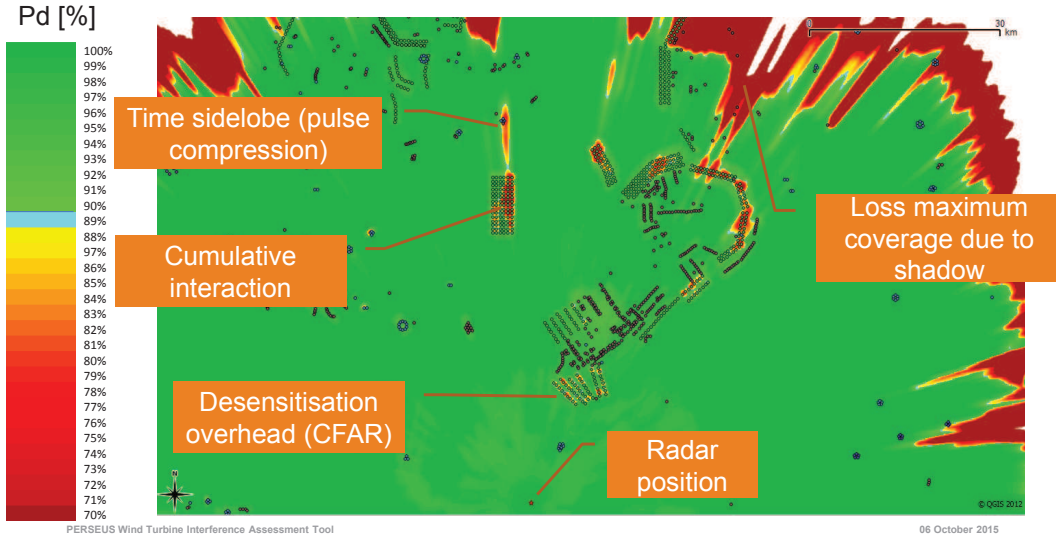 Pd [%]
100%
99%
98%
97%
96%
95%
94%
93%
92%
91%
90%
89%
88%
97%
86%
85%
84%
83%
82%
81%
80%
79%
78%
77%
76%
75%
74%
73%
72%
71%
70%
0 30
km
Time sidelobe (pulse
compression)
Cumulative
interaction
Loss maximum
coverage due to
shadow
Desensitisation
overhead (CFAR)
Radar
position
N
© QGIS 2012
PERSEUS Wind Turbine Interference Assessment Tool
06 October 2015